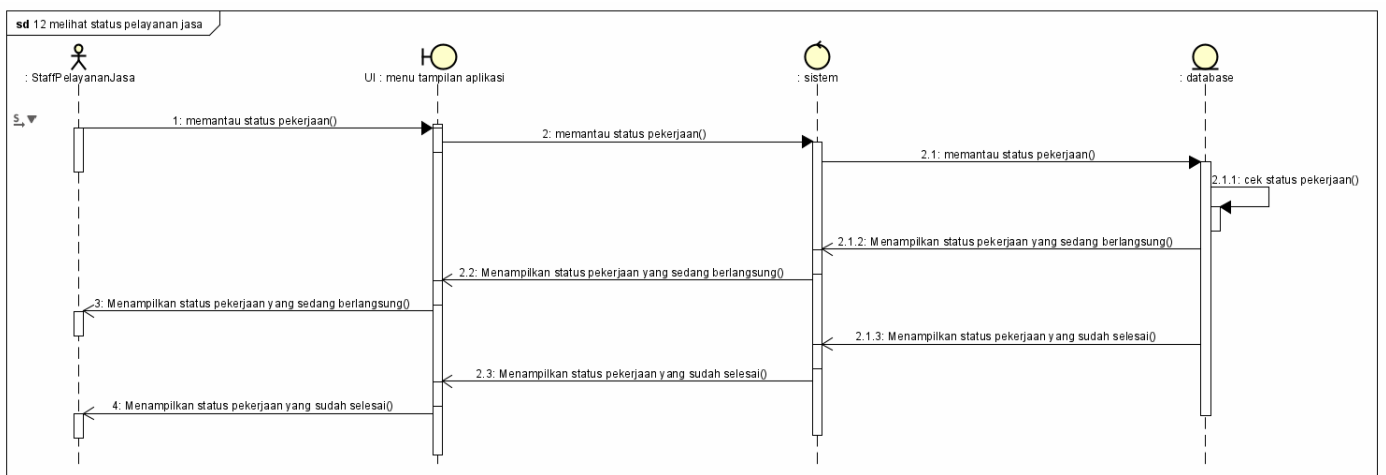 sd 12 melihat status pelayanan jasa
: StaffPelayananJasa
UI : menu tampilan aplikasi
: sistem
: database
S
1: memantau status pekerjaan()
2: memantau status pekerjaan()
2.1: memantau status pekerjaan()
2.1.1: cek status pekerjaan()
2.1.2: Menampilkan status pekerjaan yang sedang berlangsung()
2.2: Menampilkan status pekerjaan yang sedang berlangsung()
3: Menampilkan status pekerjaan yang sedang berlangsung()
2.1.3: Menampilkan status pekerjaan yang sudah selesai()
2.3: Menampilkan status pekerjaan yang sudah selesai()
4: Menampilkan status pekerjaan yang sudah selesai()